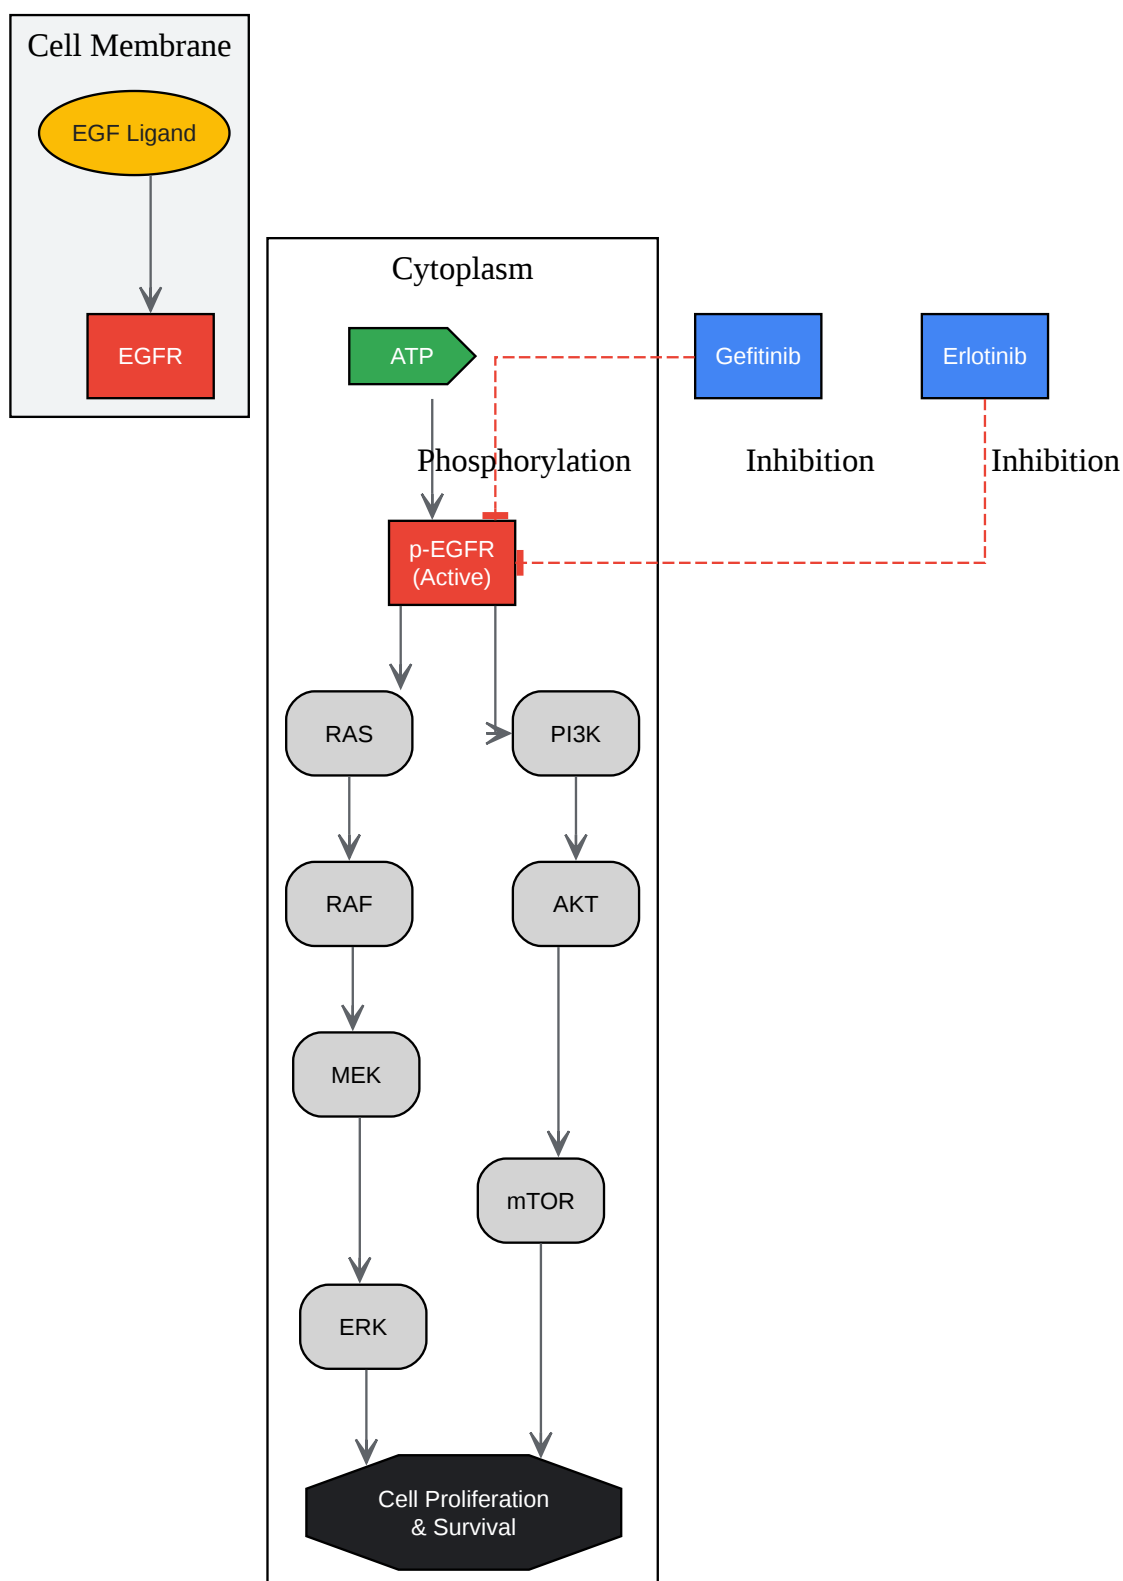 Cell Membrane
EGF Ligand
EGFR
Cytoplasm
ATP
Gefitinib
Erlotinib
Phosphorylation
Inhibition
Inhibition
p-EGFR
(Active)
RAS
PI3K
RAF
AKT
MEK
mTOR
ERK
Cell Proliferation
& Survival